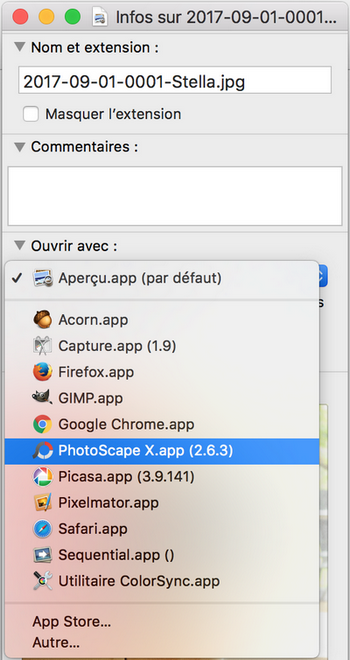 Infos sur 2017-09-01-0001...
Nom et extension :
2017-09-01-0001-Stella.jpg
Masquer l'extension
Commentaires :
Ouvrir avec :
Aperçu.app (par défaut)
s
Acorn.app
Capture.app (1.9)
Firefox.app
GIMP.app
Google Chrome.app
PhotoScape X.app (2.6.3)
Picasa.app (3.9.141)
Pixelmator.app
Safari.app
Sequential.app ()
Utilitaire ColorSync.app
App Store...
Autre...